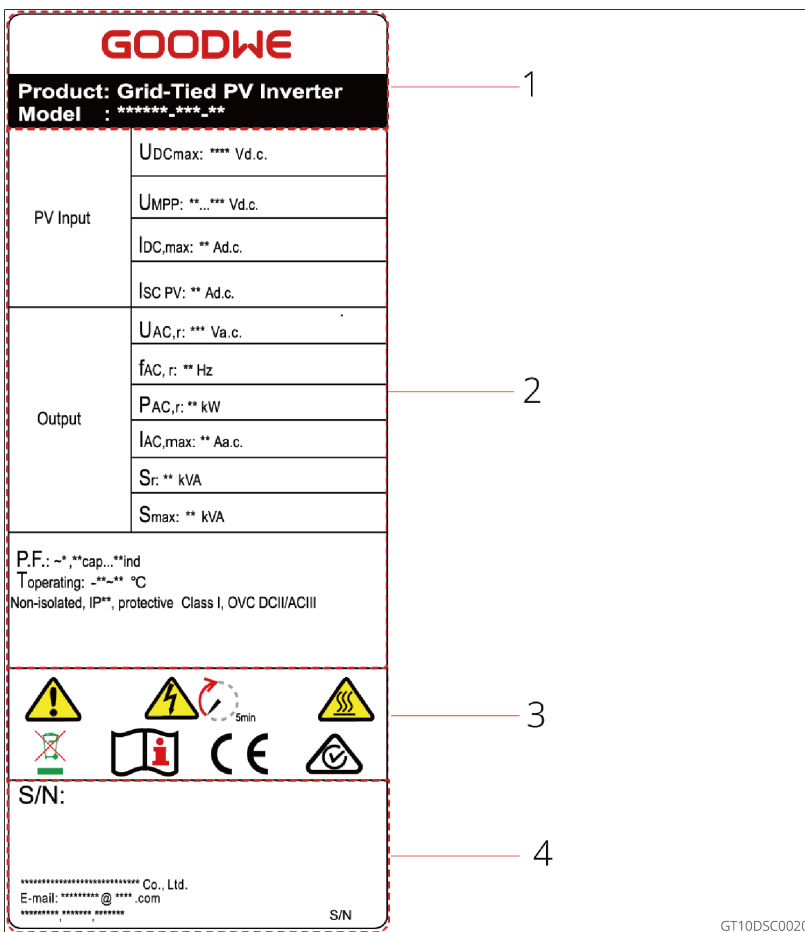 GOODWE
Product: Grid-Tied PV Inverter
Model : ******-***-**
1
PV Input
UDCmax: **** Vd.c.
UMPP: **...*** Vd.c.
IDC,max: ** Ad.c.
ISC PV: ** Ad.c.
Output
UAC,r: *** Va.c.
fAC, r: ** Hz
PAC,r: ** kW
IAC,max: ** Aa.c.
Sr: ** kVA
Smax: ** kVA
2
P.F.: ~*,**cap...**ind
Toperating: -**~** °C
Non-isolated, IP**, protective Class I, OVC DCII/ACIII
5min
3
i
CE
S/N:
4
**************************** Co., Ltd.
E-mail: ********* @ **** .com
*********,*******,*******
S/N
GT10DSC0020